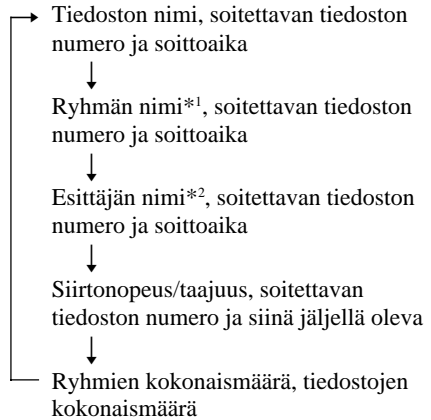 Tiedoston nimi, soitettavan tiedoston
numero ja soittoaika
Ryhmän nimi*1, soitettavan tiedoston
numero ja soittoaika
Esittäjän nimi*2, soitettavan tiedoston
numero ja soittoaika
Siirtonopeus/taajuus, soitettavan
tiedoston numero ja siinä jäljellä oleva
Ryhmien kokonaismäärä, tiedostojen
kokonaismäärä